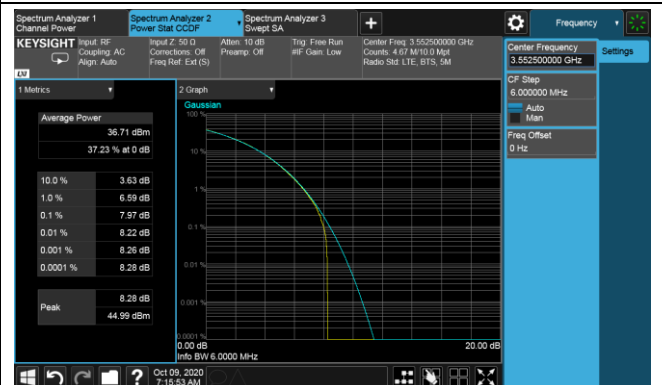 Spectrum Analyzer 1
Channel Power
Spectrum Analyzer 2
Power Stat CCDF
Spectrum Analyzer 3
Swept SA
+
Frequency
KEYSIGHT
Input: RF
Coupling: AC
Align: Auto
Input Z: 50 Ω
Corrections: Off
Freq Ref: Ext (S)
Atten: 10 dB
Preamp: Off
Trig: Free Run
#IF Gain: Low
Center Freq: 3.552500000 GHz
Counts: 4.67 M/10.0 Mpt
Radio Std: LTE, BTS, 5M
LXI
Center Frequency
3.552500000 GHz
Settings
CF Step
6.000000 MHz
Auto
Man
Freq Offset
0 Hz
1 Metrics
Average Power
36.71 dBm
37.23 % at 0 dB
10.0 % 3.63 dB
1.0 % 6.59 dB
0.1 % 7.97 dB
0.01 % 8.22 dB
0.001 % 8.26 dB
0.0001 % 8.28 dB
Peak
8.28 dB
44.99 dBm
2 Graph
Gaussian
100 %
10 %
1 %
0.1 %
0.01 %
0.001 %
0.0001 %
0.00 dB
20.00 dB
Info BW 6.0000 MHz
?
Oct 09, 2020
7:15:53 AM